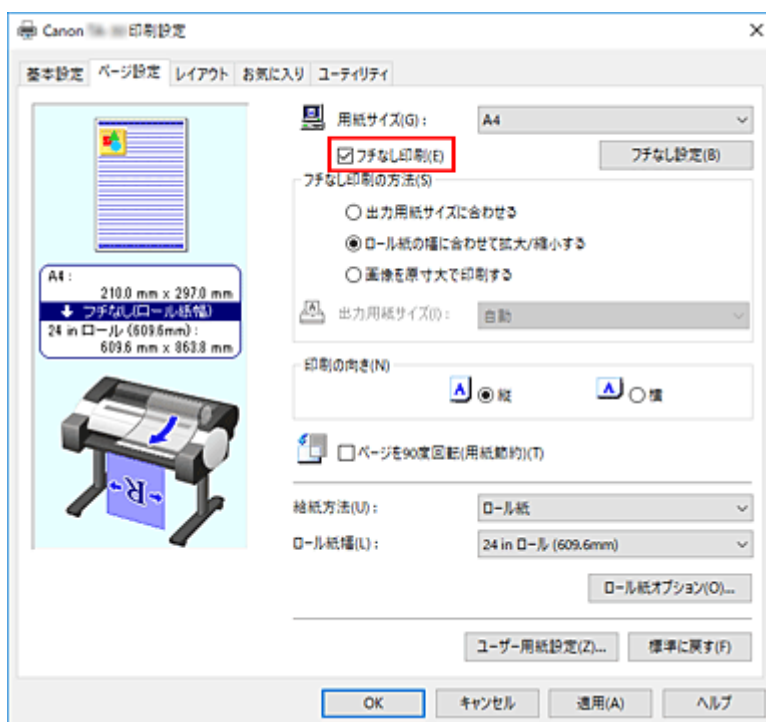 Canon 印刷設定
基本設定 ページ設定 レイアウト お気に入り ユーティリティ
用紙サイズ(G): A4
フチなし印刷(E) フチなし設定(B)
フチなし印刷の方法(S)
出力用紙サイズに合わせる
ロール紙の幅に合わせて拡大/縮小する
画像を原寸大で印刷する
出力用紙サイズ(I): 自動
A4:
210.0 mm x 297.0 mm
フチなし(ロール紙幅)
24 in ロール (609.6mm):
609.6 mm x 863.8 mm
印刷の向き(N)
A 縦 A 横
R
ページを90度回転(用紙節約)(T)
給紙方法(U): ロール紙
ロール紙幅(L): 24 in ロール (609.6mm)
ロール紙オプション(O)...
ユーザー用紙設定(Z)... 標準に戻す(F)
OK キャンセル 適用(A) ヘルプ